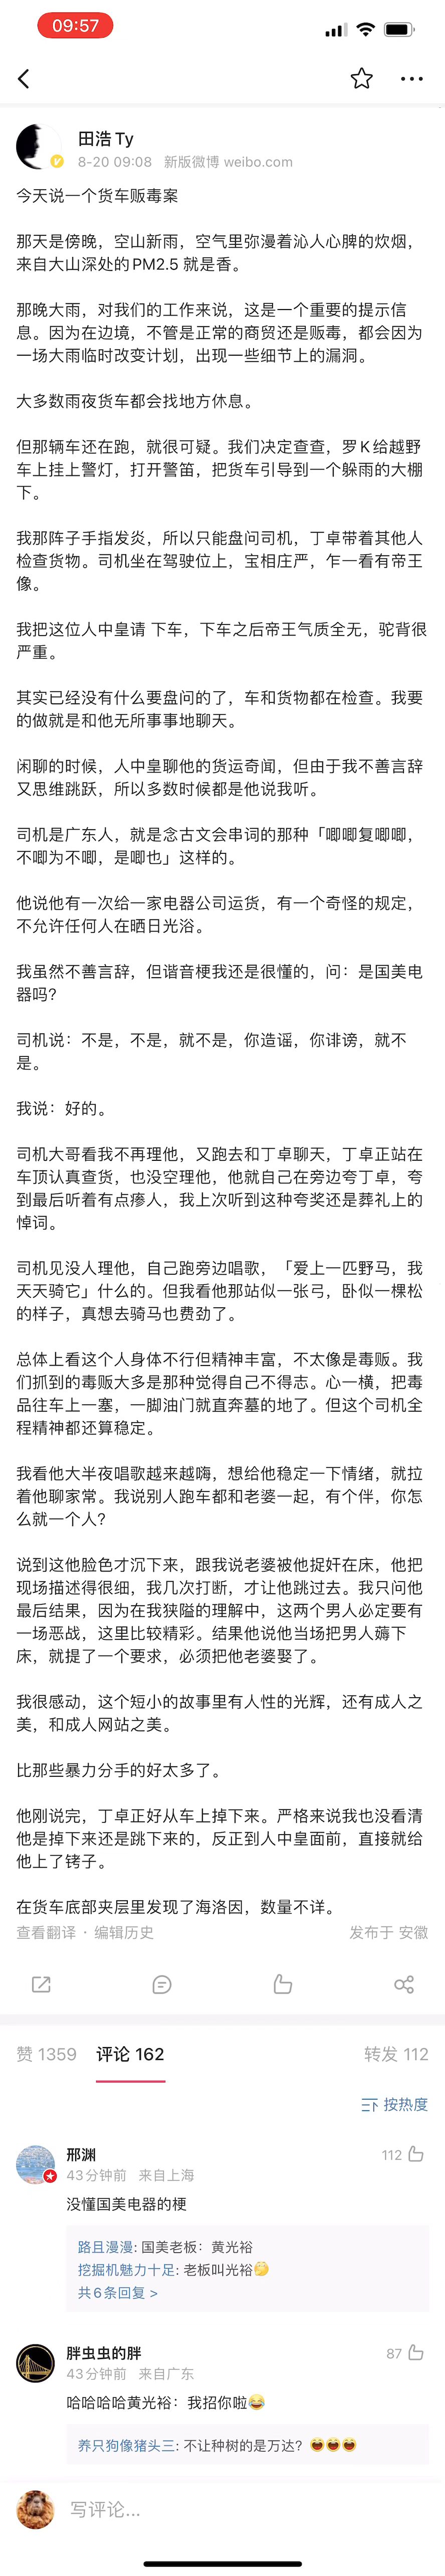 09:57
田浩Ty
8-20 09:08 新版微博 weibo.com
今天说一个货车贩毒案
那天是傍晚，空山新雨，空气里弥漫着沁人心脾的炊烟，
来自大山深处的PM2.5 就是香。
那晚大雨，对我们的工作来说，这是一个重要的提示信
息。因为在边境，不管是正常的商贸还是贩毒，都会因为
一场大雨临时改变计划，出现一些细节上的漏洞。
大多数雨夜货车都会找地方休息。
但那辆车还在跑，就很可疑。我们决定查查，罗K给越野
车上挂上警灯，打开警笛，把货车引导到一个躲雨的大棚
下。
我那阵子手指发炎，所以只能盘问司机，丁卓带着其他人
检查货物。司机坐在驾驶位上，宝相庄严，乍一看有帝王
像。
我把这位人中皇请 下车，下车之后帝王气质全无，驼背很
严重。
其实已经没有什么要盘问的了，车和货物都在检查。我要
的做就是和他无所事事地聊天。
闲聊的时候，人中皇聊他的货运奇闻，但由于我不善言辞
又思维跳跃，所以多数时候都是他说我听。
司机是广东人，就是念古文会串词的那种「唧唧复唧唧，
不唧为不唧，是唧也」这样的。
他说他有一次给一家电器公司运货，有一个奇怪的规定，
不允许任何人在晒日光浴。
我虽然不善言辞，但谐音梗我还是很懂的，问：是国美电
器吗？
司机说：不是，不是，就不是，你造谣，你诽谤，就不
是。
我说：好的。
司机大哥看我不再理他，又跑去和丁卓聊天，丁卓正站在
车顶认真查货，也没空理他，他就自己在旁边夸丁卓，夸
到最后听着有点瘆人，我上次听到这种夸奖还是葬礼上的
悼词。
司机见没人理他，自己跑旁边唱歌，「爱上一匹野马，我
天天骑它」什么的。但我看他那站似一张弓，卧似一棵松
的样子，真想去骑马也费劲了。
总体上看这个人身体不行但精神丰富，不太像是毒贩。我
们抓到的毒贩大多是那种觉得自己不得志。心一横，把毒
品往车上一塞，一脚油门就直奔墓的地了。但这个司机全
程精神都还算稳定。
我看他大半夜唱歌越来越嗨，想给他稳定一下情绪，就拉
着他聊家常。我说别人跑车都和老婆一起，有个伴，你怎
么就一个人？
说到这他脸色才沉下来，跟我说老婆被他捉奸在床，他把
现场描述得很细，我几次打断，才让他跳过去。我只问他
最后结果，因为在我狭隘的理解中，这两个男人必定要有
一场恶战，这里比较精彩。结果他说他当场把男人薅下
床，就提了一个要求，必须把他老婆娶了。
我很感动，这个短小的故事里有人性的光辉，还有成人之
美，和成人网站之美。
比那些暴力分手的好太多了。
他刚说完，丁卓正好从车上掉下来。严格来说我也没看清
他是掉下来还是跳下来的，反正到人中皇面前，直接就给
他上了铐子。
在货车底部夹层里发现了海洛因，数量不详。
查看翻译 · 编辑历史 发布于 安徽
赞 1359 评论 162 转发 112
按热度
邢渊 112
43分钟前 来自上海
没懂国美电器的梗
路且漫漫: 国美老板：黄光裕
挖掘机魅力十足: 老板叫光裕🤭
共6条回复 >
胖虫虫的胖 87
43分钟前 来自广东
哈哈哈哈黄光裕：我招你啦😂
养只狗像猪头三: 不让种树的是万达？😄😄😄
写评论...